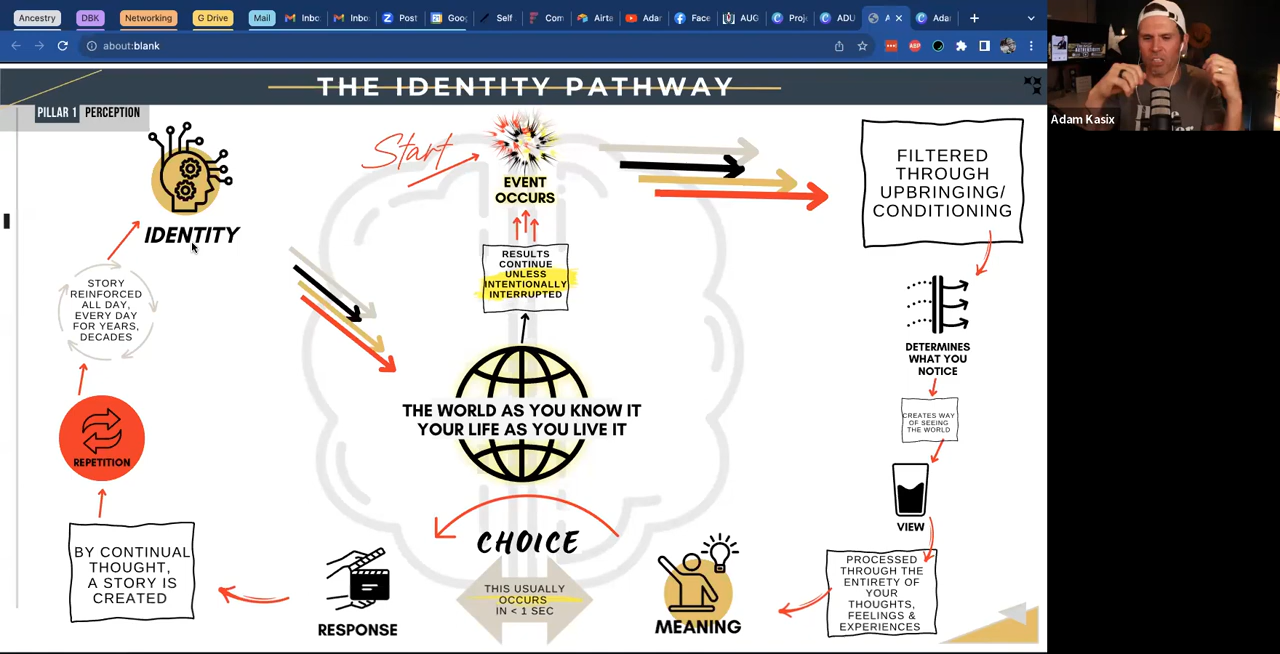 Ancestry DBK Networking G Drive Mail Inbo Inbo Post Goo Self Com Airta Adar Face AUG Proj ADU A Adar
about:blank
ABP
THE IDENTITY PATHWAY
PILLAR 1 PERCEPTION
Adam Kasix
Start
EVENT
OCCURS
FILTERED
THROUGH
UPBRINGING/
CONDITIONING
DETERMINES
WHAT YOU
NOTICE
CREATES WAY
OF SEEING
THE WORLD
VIEW
PROCESSED
THROUGH THE
ENTIRETY OF
YOUR
THOUGHTS,
FEELINGS &
EXPERIENCES
MEANING
CHOICE
THIS USUALLY
OCCURS
IN < 1 SEC
RESPONSE
BY CONTINUAL
THOUGHT,
A STORY IS
CREATED
REPETITION
STORY
REINFORCED
ALL DAY,
EVERY DAY
FOR YEARS,
DECADES
IDENTITY
THE WORLD AS YOU KNOW IT
YOUR LIFE AS YOU LIVE IT
RESULTS
CONTINUE
UNLESS
INTENTIONALLY
INTERRUPTED